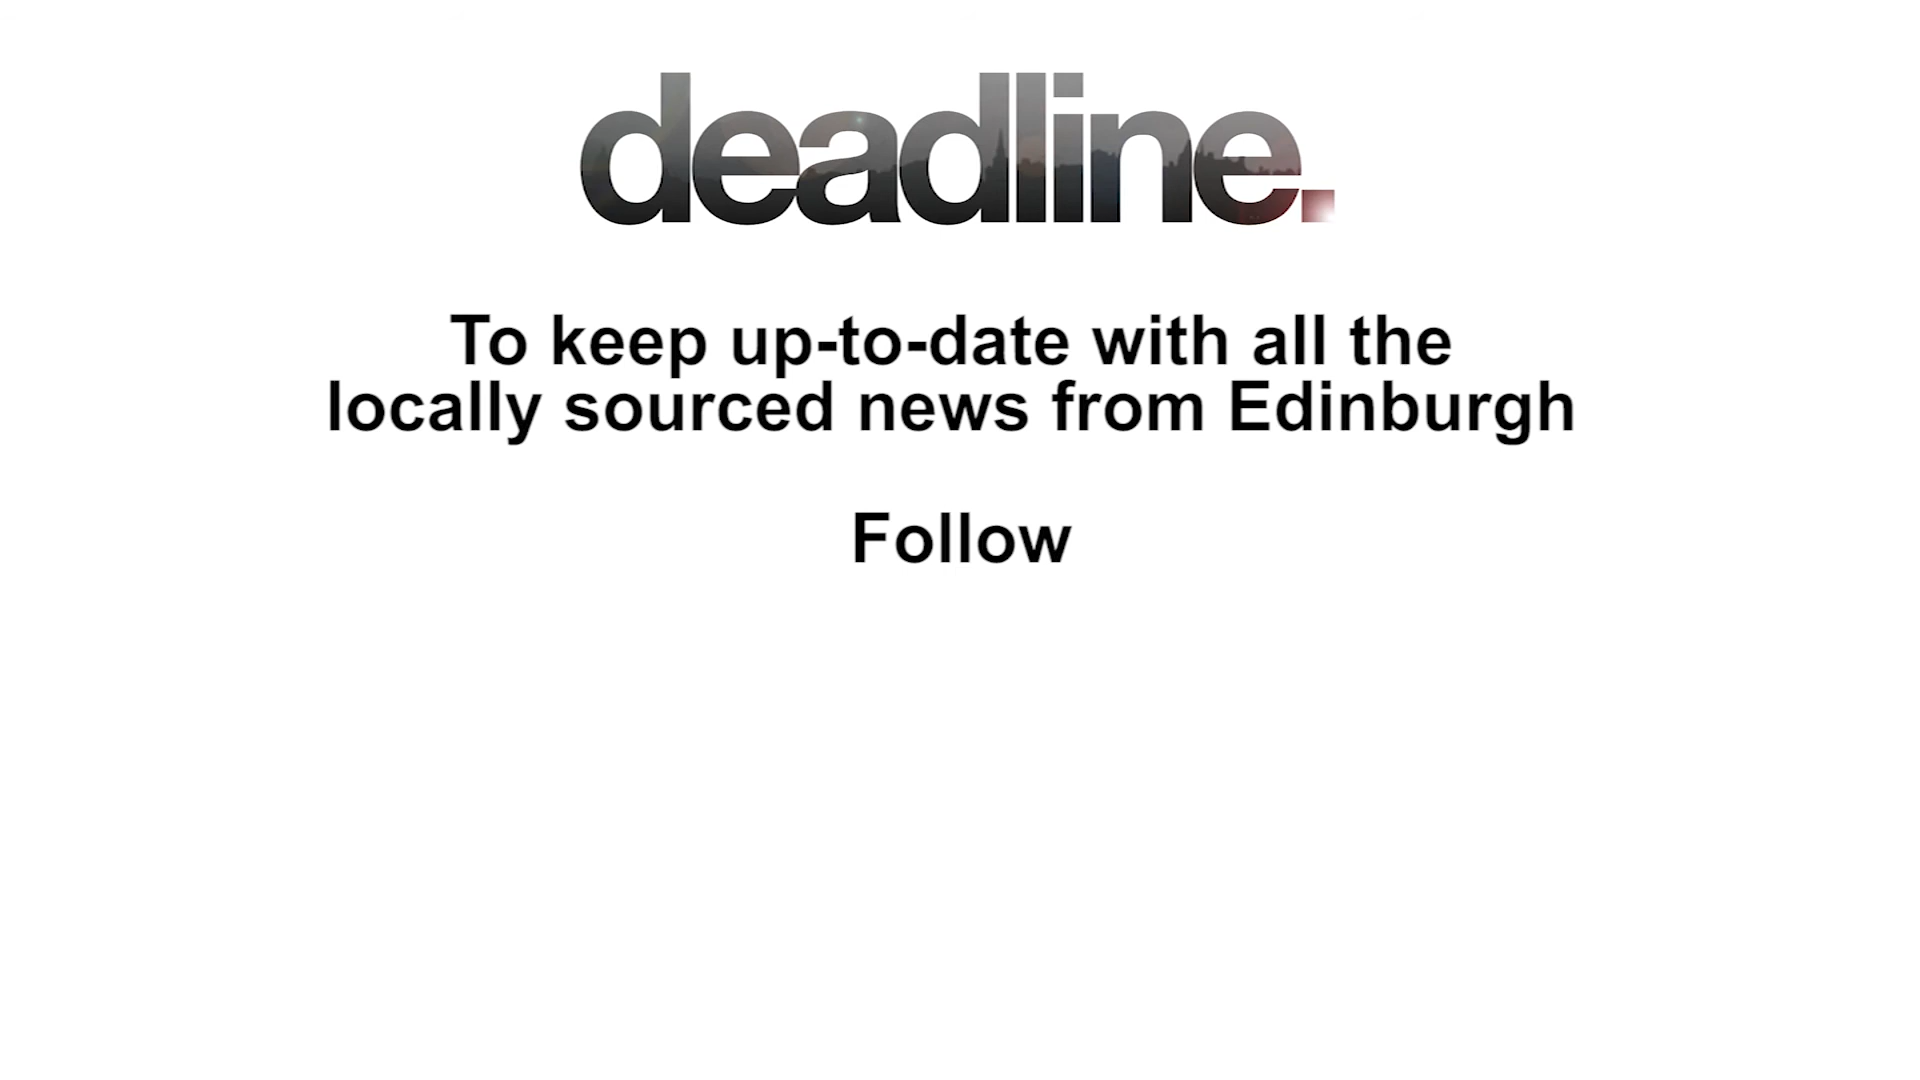 deadline.
To keep up-to-date with all the
locally sourced news from Edinburgh
Follow